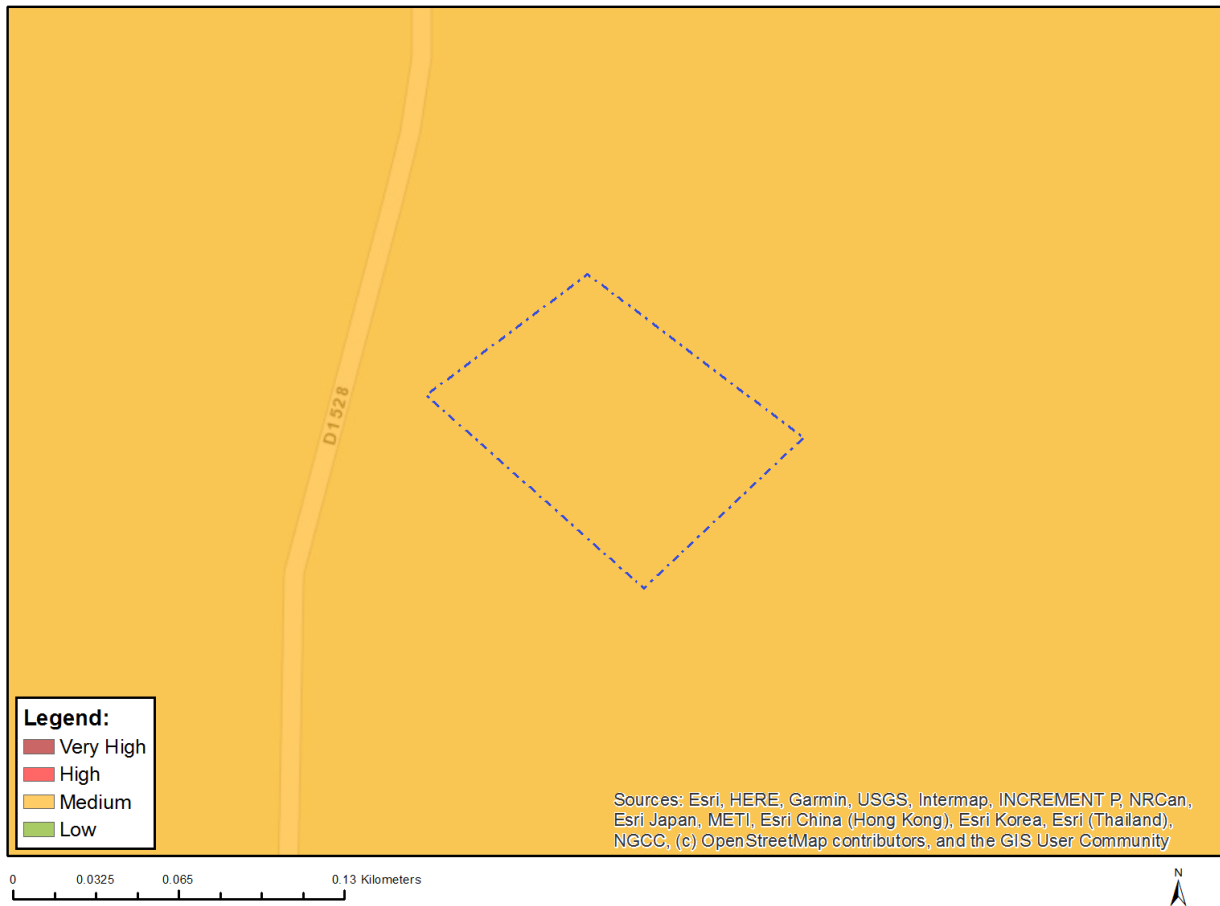 D1528
Legend:
Very High
High
Medium
Low
Sources: Esri, HERE, Garmin, USGS, Intermap, INCREMENT P, NRCan,
Esri Japan, METI, Esri China (Hong Kong), Esri Korea, Esri (Thailand),
NGCC, (c) OpenStreetMap contributors, and the GIS User Community
0 0.0325 0.065 0.13 Kilometers
N